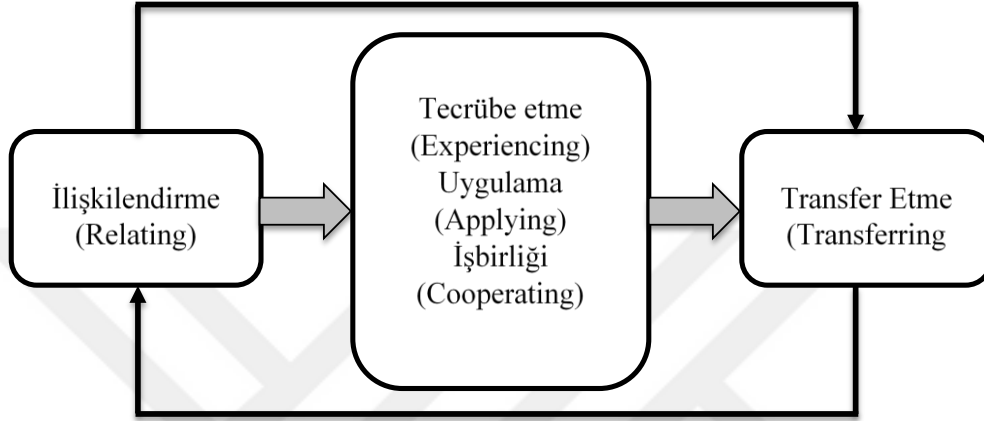 İlişkilendirme
(Relating)
Tecrübe etme
(Experiencing)
Uygulama
(Applying)
İşbirliği
(Cooperating)
Transfer Etme
(Transferring